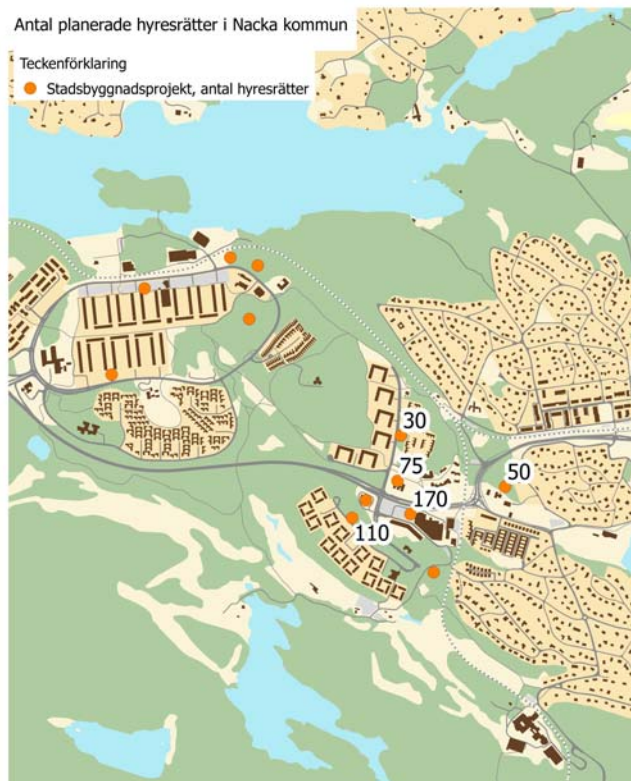 Antal planerade hyresrätter i Nacka kommun
Teckenförklaring
Stadsbyggnadsprojekt, antal hyresrätter
30
75
50
170
110